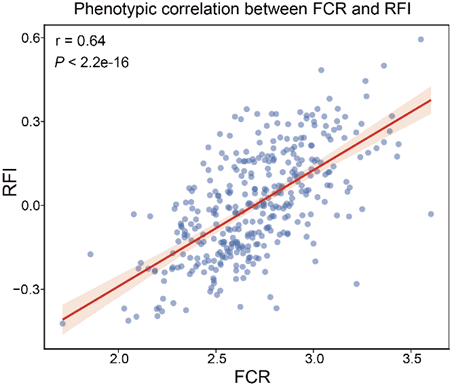 Phenotypic correlation between FCR and RFI
r = 0.64
P < 2.2e-16
0.6
0.3
0.0
−0.3
RFI
2.0 2.5 3.0 3.5
FCR